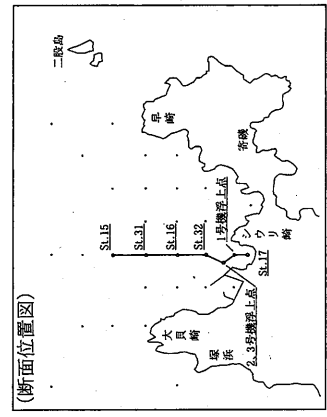 (断面位置図)
二股島
早崎
寄磯
St.15
St.31
St.16
St.32
1号機浮上点
シウリ崎
St.17
2、3号機浮上点
大貝崎
塚浜